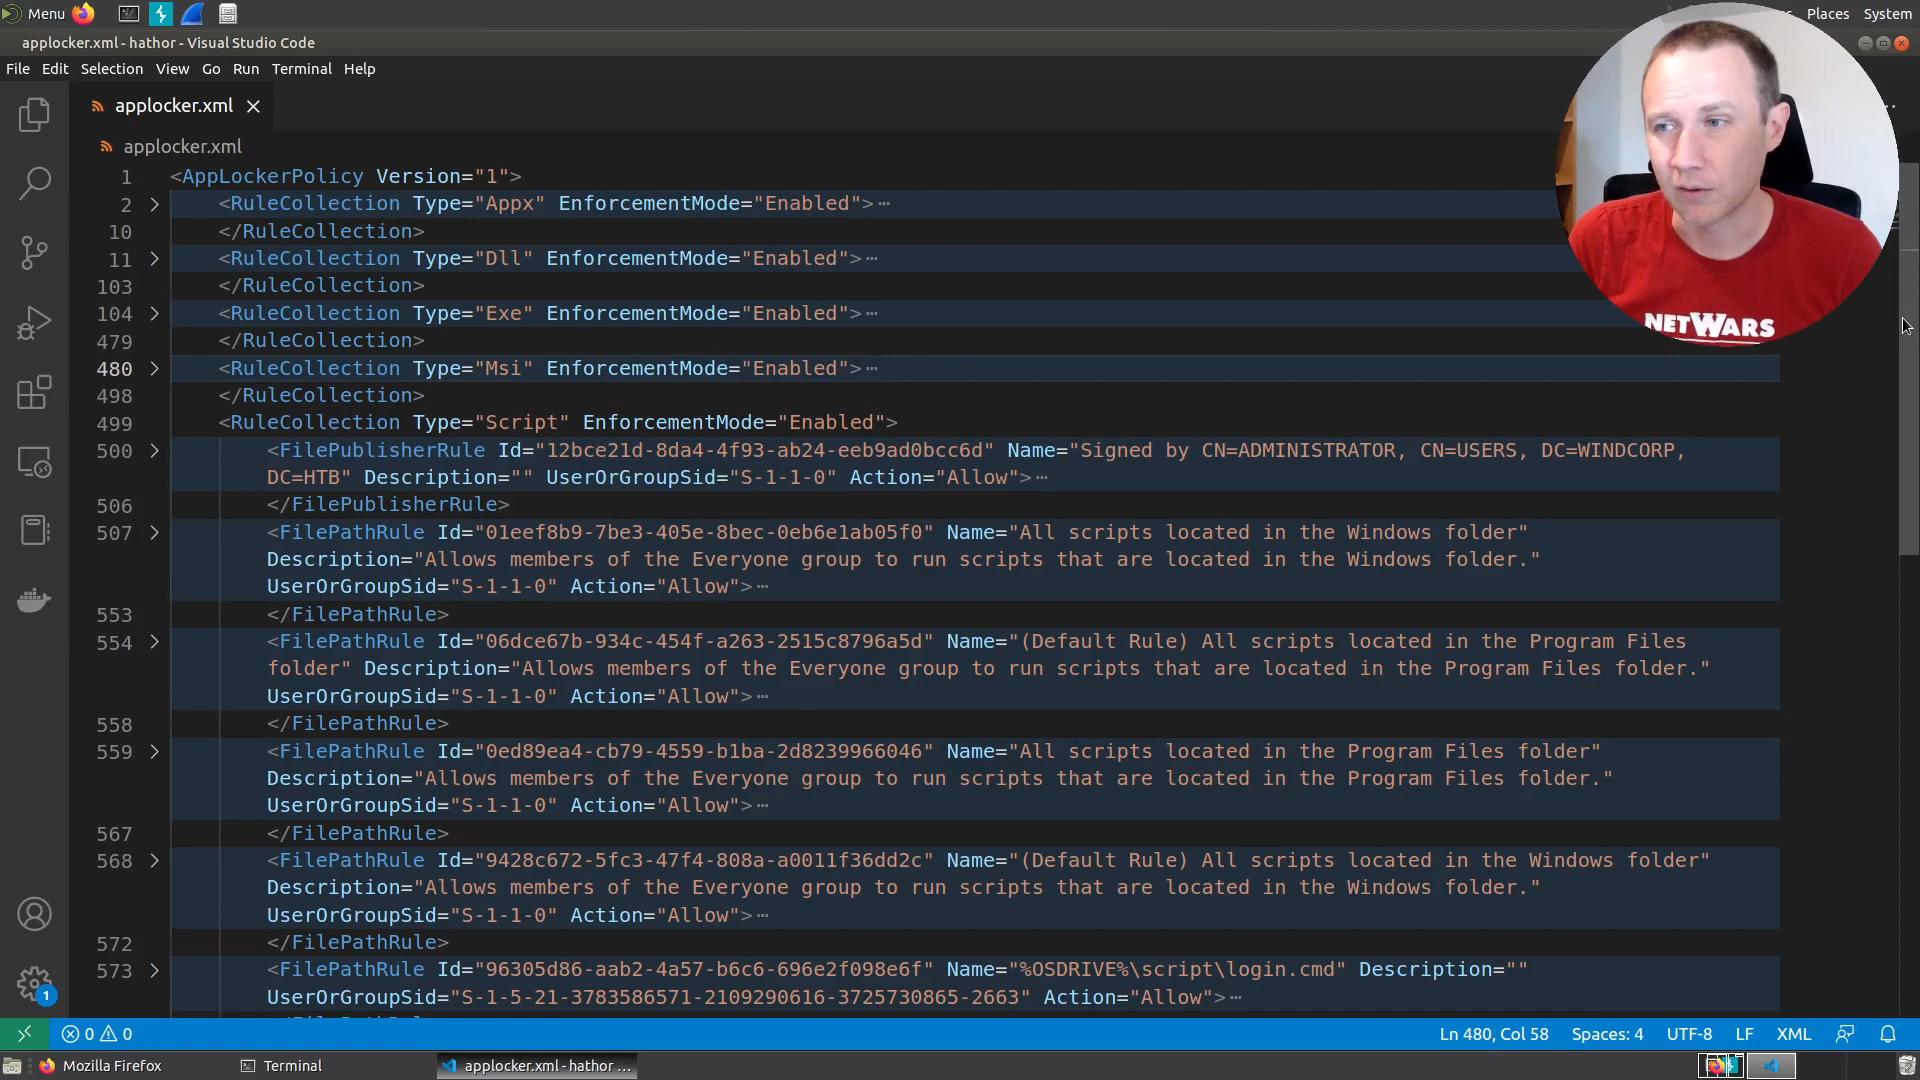 Menu
Places
System
applocker.xml - hathor - Visual Studio Code
File Edit Selection View Go Run Terminal Help
applocker.xml
applocker.xml
1 <AppLockerPolicy Version="1">
2 <RuleCollection Type="Appx" EnforcementMode="Enabled">⋯
10 </RuleCollection>
11 <RuleCollection Type="Dll" EnforcementMode="Enabled">⋯
103 </RuleCollection>
104 <RuleCollection Type="Exe" EnforcementMode="Enabled">⋯
479 </RuleCollection>
480 <RuleCollection Type="Msi" EnforcementMode="Enabled">⋯
498 </RuleCollection>
499 <RuleCollection Type="Script" EnforcementMode="Enabled">
500 <FilePublisherRule Id="12bce21d-8da4-4f93-ab24-eeb9ad0bcc6d" Name="Signed by CN=ADMINISTRATOR, CN=USERS, DC=WINDCORP,
DC=HTB" Description="" UserOrGroupSid="S-1-1-0" Action="Allow">⋯
506 </FilePublisherRule>
507 <FilePathRule Id="01eef8b9-7be3-405e-8bec-0eb6e1ab05f0" Name="All scripts located in the Windows folder"
Description="Allows members of the Everyone group to run scripts that are located in the Windows folder."
UserOrGroupSid="S-1-1-0" Action="Allow">⋯
553 </FilePathRule>
554 <FilePathRule Id="06dce67b-934c-454f-a263-2515c8796a5d" Name="(Default Rule) All scripts located in the Program Files
folder" Description="Allows members of the Everyone group to run scripts that are located in the Program Files folder."
UserOrGroupSid="S-1-1-0" Action="Allow">⋯
558 </FilePathRule>
559 <FilePathRule Id="0ed89ea4-cb79-4559-b1ba-2d8239966046" Name="All scripts located in the Program Files folder"
Description="Allows members of the Everyone group to run scripts that are located in the Program Files folder."
UserOrGroupSid="S-1-1-0" Action="Allow">⋯
567 </FilePathRule>
568 <FilePathRule Id="9428c672-5fc3-47f4-808a-a0011f36dd2c" Name="(Default Rule) All scripts located in the Windows folder"
Description="Allows members of the Everyone group to run scripts that are located in the Windows folder."
UserOrGroupSid="S-1-1-0" Action="Allow">⋯
572 </FilePathRule>
573 <FilePathRule Id="96305d86-aab2-4a57-b6c6-696e2f098e6f" Name="%OSDRIVE%\script\login.cmd" Description=""
UserOrGroupSid="S-1-5-21-3783586571-2109290616-3725730865-2663" Action="Allow">⋯
NETWARS
1
0 0
Ln 480, Col 58
Spaces: 4
UTF-8
LF
XML
Mozilla Firefox
Terminal
applocker.xml - hathor ...